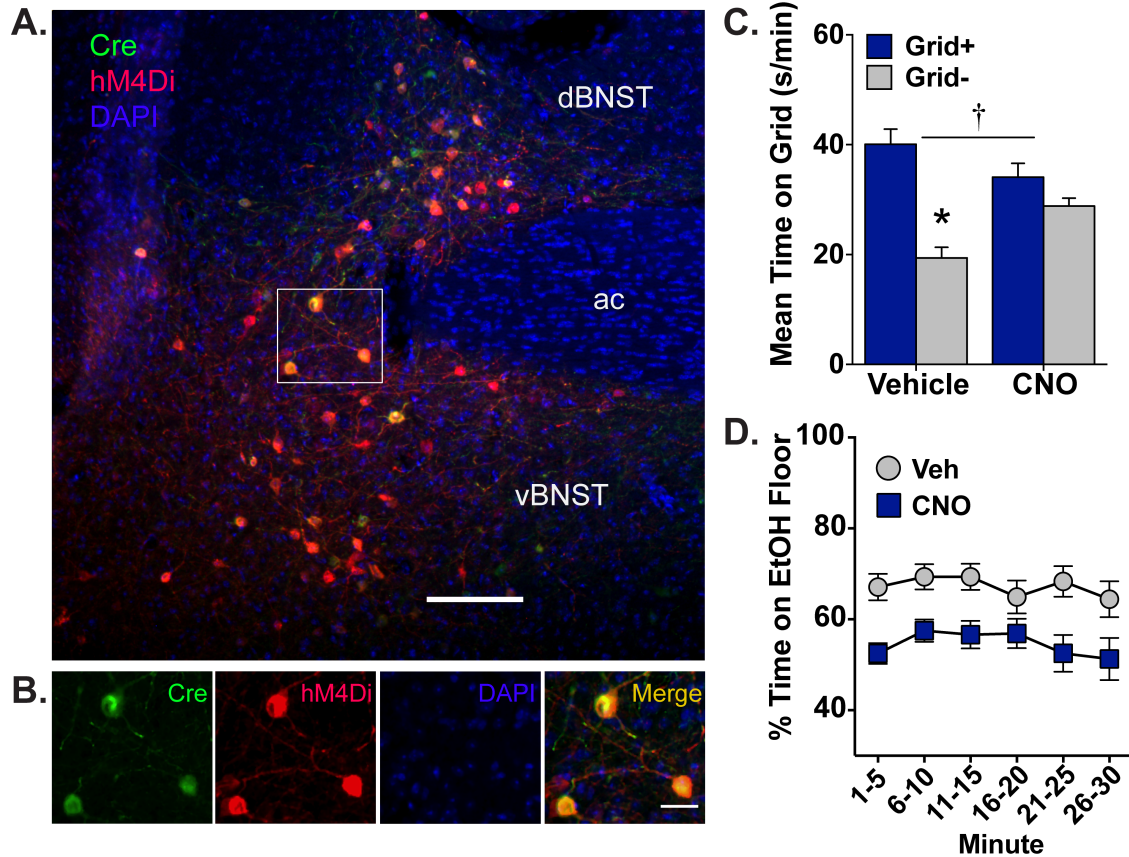 A.
Cre
hM4Di
DAPI
dBNST
ac
vBNST
B.
Cre
hM4Di
DAPI
Merge
C.
Mean Time on Grid (s/min)
60
40
20
0
Grid+
Grid-
†
*
Vehicle
CNO
D.
% Time on EtOH Floor
100
80
60
40
Veh
CNO
1-5
6-10
11-15
16-20
21-25
26-30
Minute